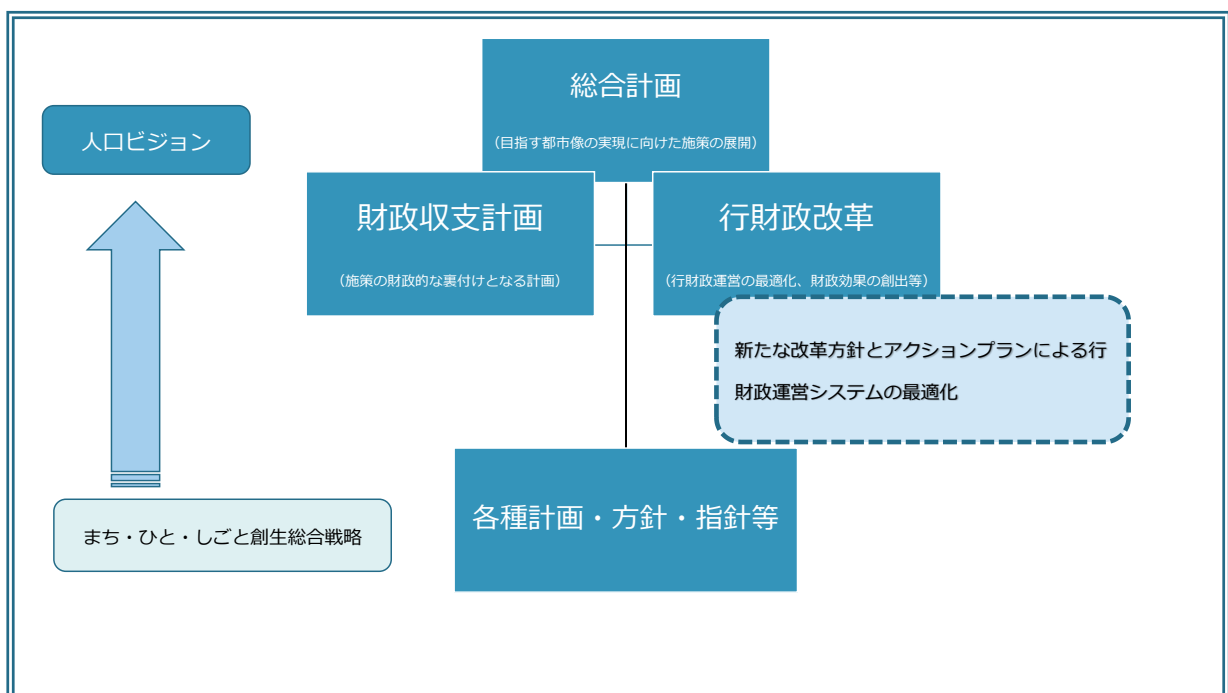 総合計画
（目指す都市像の実現に向けた施策の展開）
人口ビジョン
財政収支計画
（施策の財政的な裏付けとなる計画）
行財政改革
（行財政運営の最適化、財政効果の創出等）
新たな改革方針とアクションプランによる行
財政運営システムの最適化
各種計画・方針・指針等
まち・ひと・しごと創生総合戦略